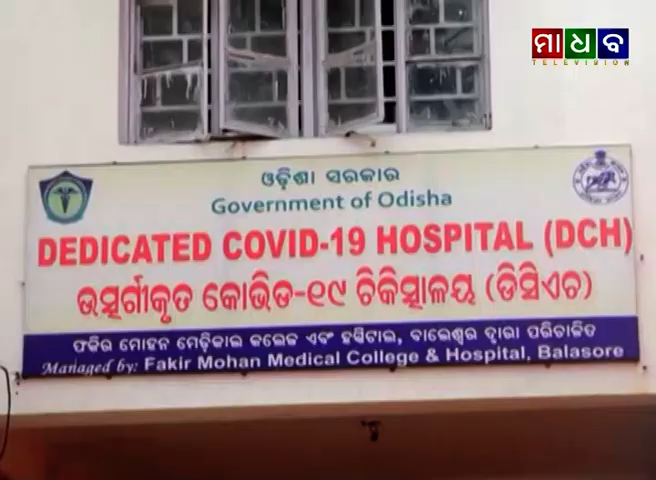 ମାଧବ
TELEVISION
ଓଡ଼ିଶା ସରକାର
Government of Odisha
DEDICATED COVID-19 HOSPITAL (DCH)
ଉତ୍ସର୍ଗୀକୃତ କୋଭିଡ-୧୯ ଚିକିତ୍ସାଳୟ (ଡିସିଏଚ)
ଫକିର ମୋହନ ମେଡ଼ିକାଲ କଲେଜ ଏବଂ ହସ୍ପିଟାଲ, ବାଲେଶ୍ୱର ଦ୍ୱାରା ପରିଚାଳିତ
Managed by: Fakir Mohan Medical College & Hospital, Balasore